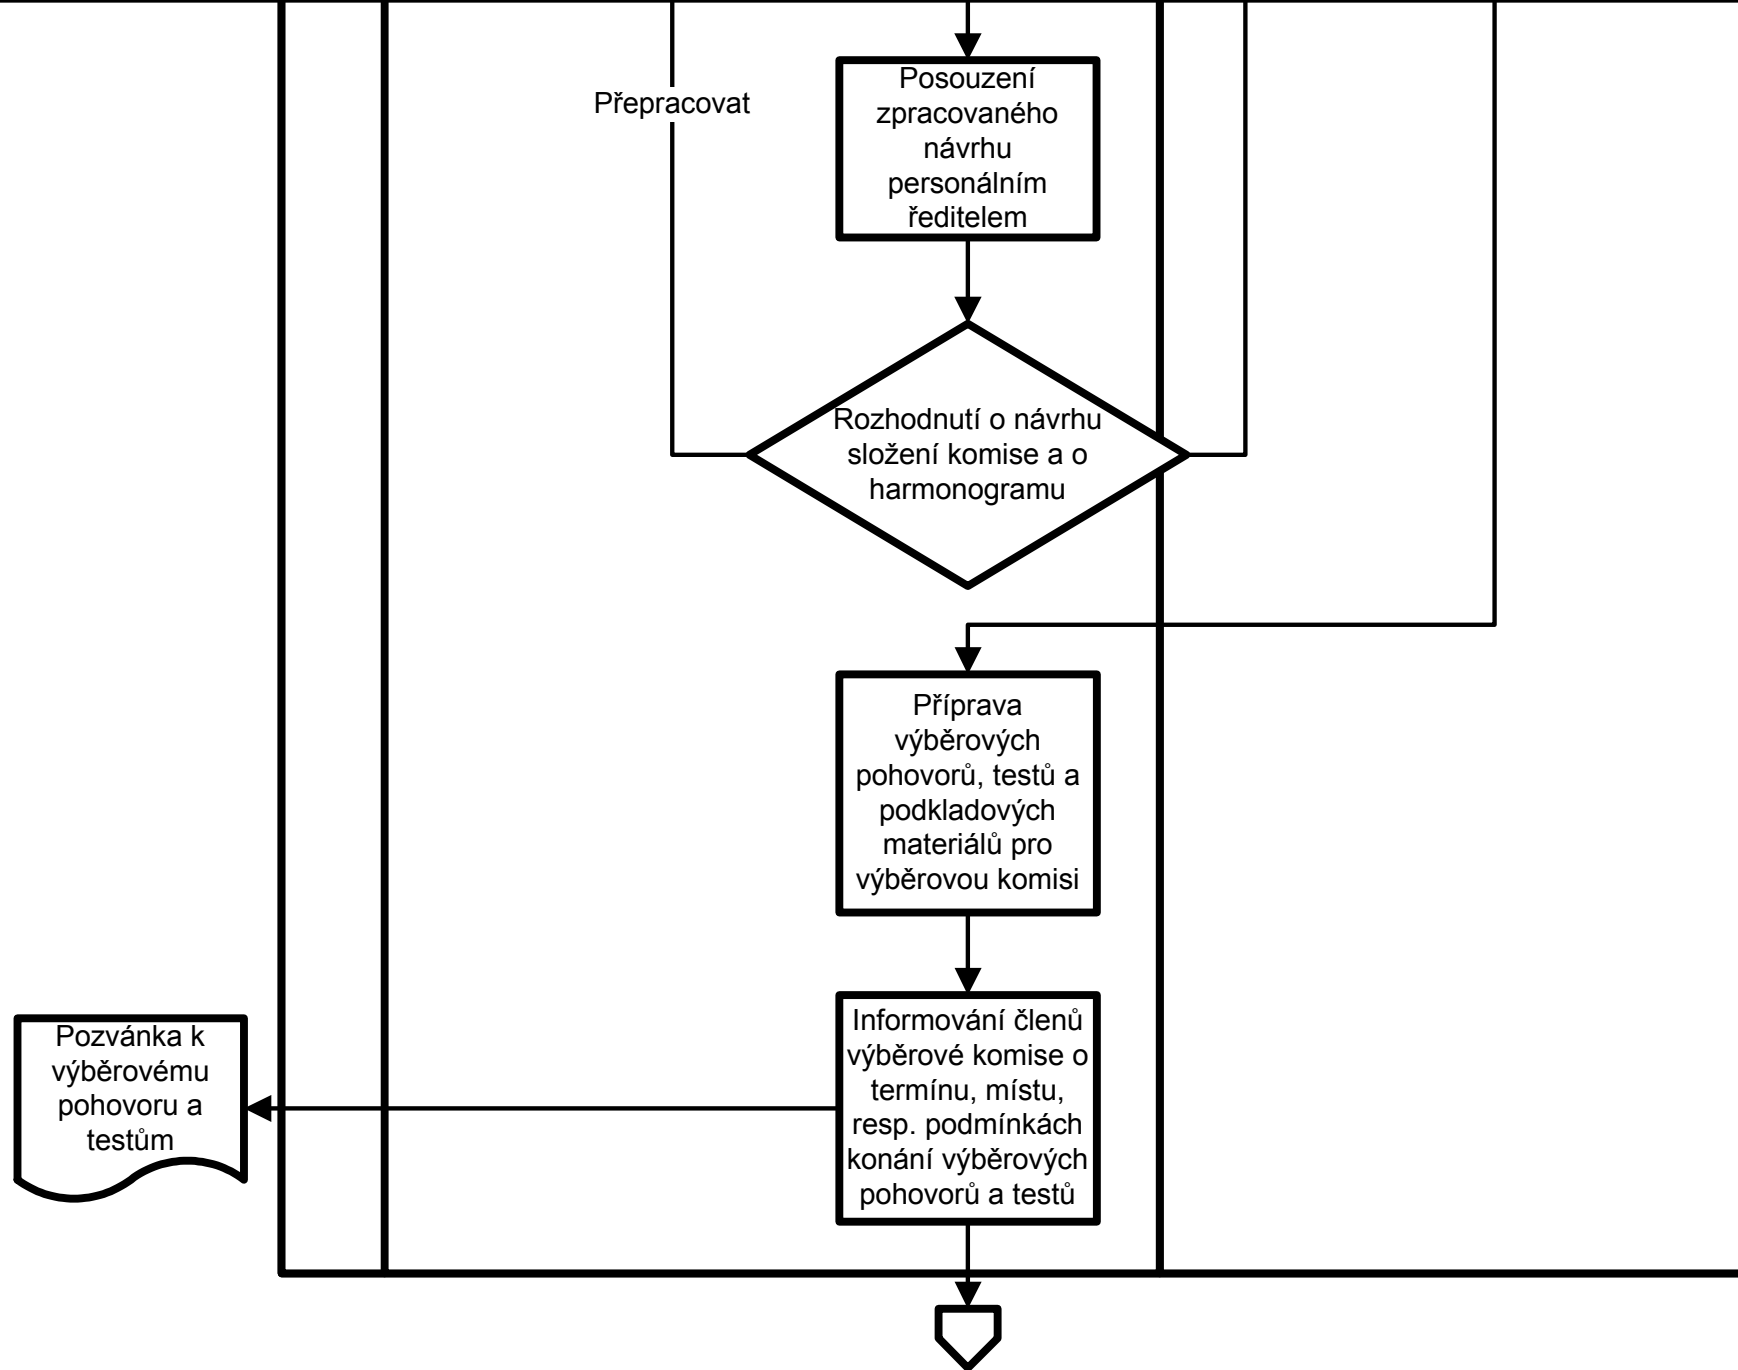 Posouzení
zpracovaného
návrhu
personálním
ředitelem
Přepracovat
Rozhodnutí o návrhu
složení komise a o
harmonogramu
Příprava
výběrových
pohovorů, testů a
podkladových
materiálů pro
výběrovou komisi
Informování členů
výběrové komise o
termínu, místu,
resp. podmínkách
konání výběrových
pohovorů a testů
Pozvánka k
výběrovému
pohovoru a
testům